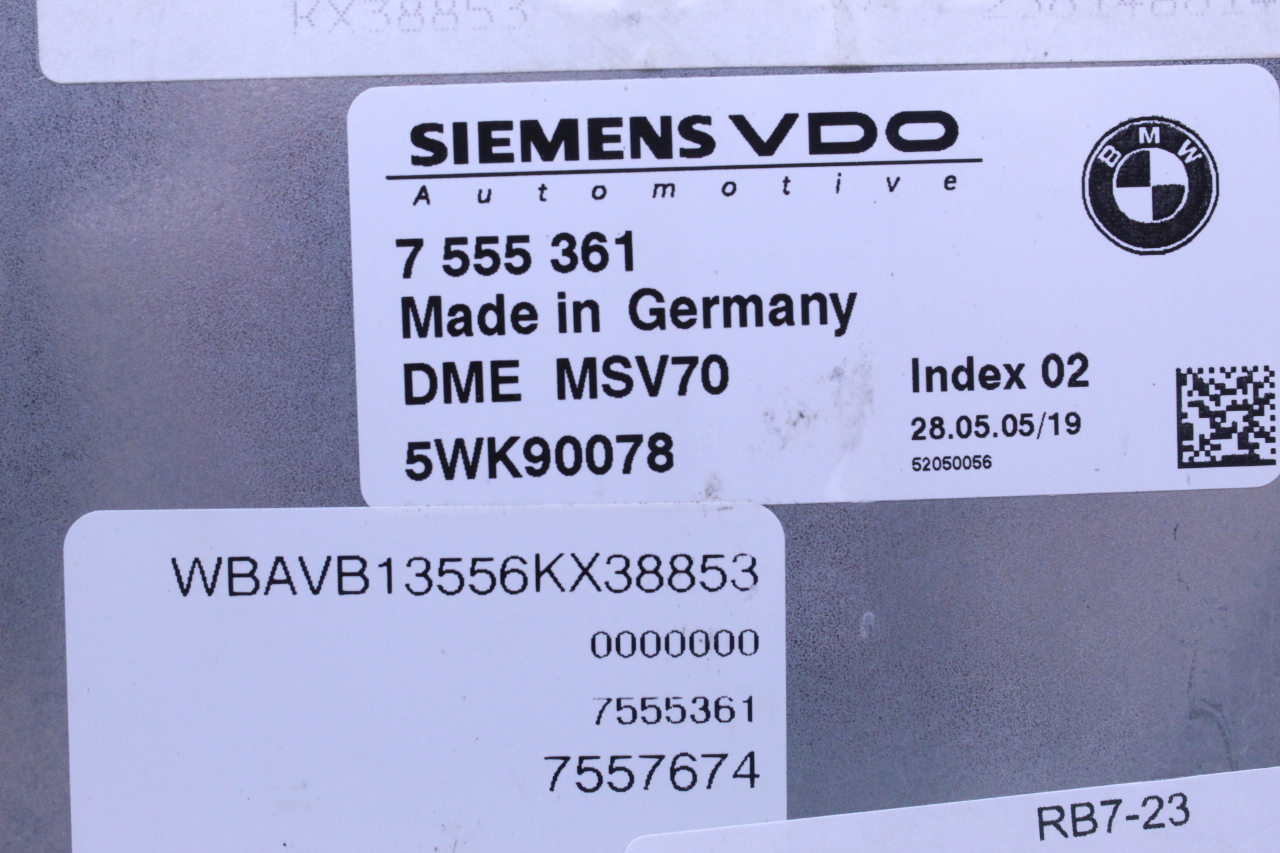 KX38853
SIEMENS VDO
Automotive
BMW
7 555 361
Made in Germany
DME MSV70
Index 02
28.05.05/19
5WK90078
52050056
WBAVB13556KX38853
0000000
7555361
7557674
RB7-23